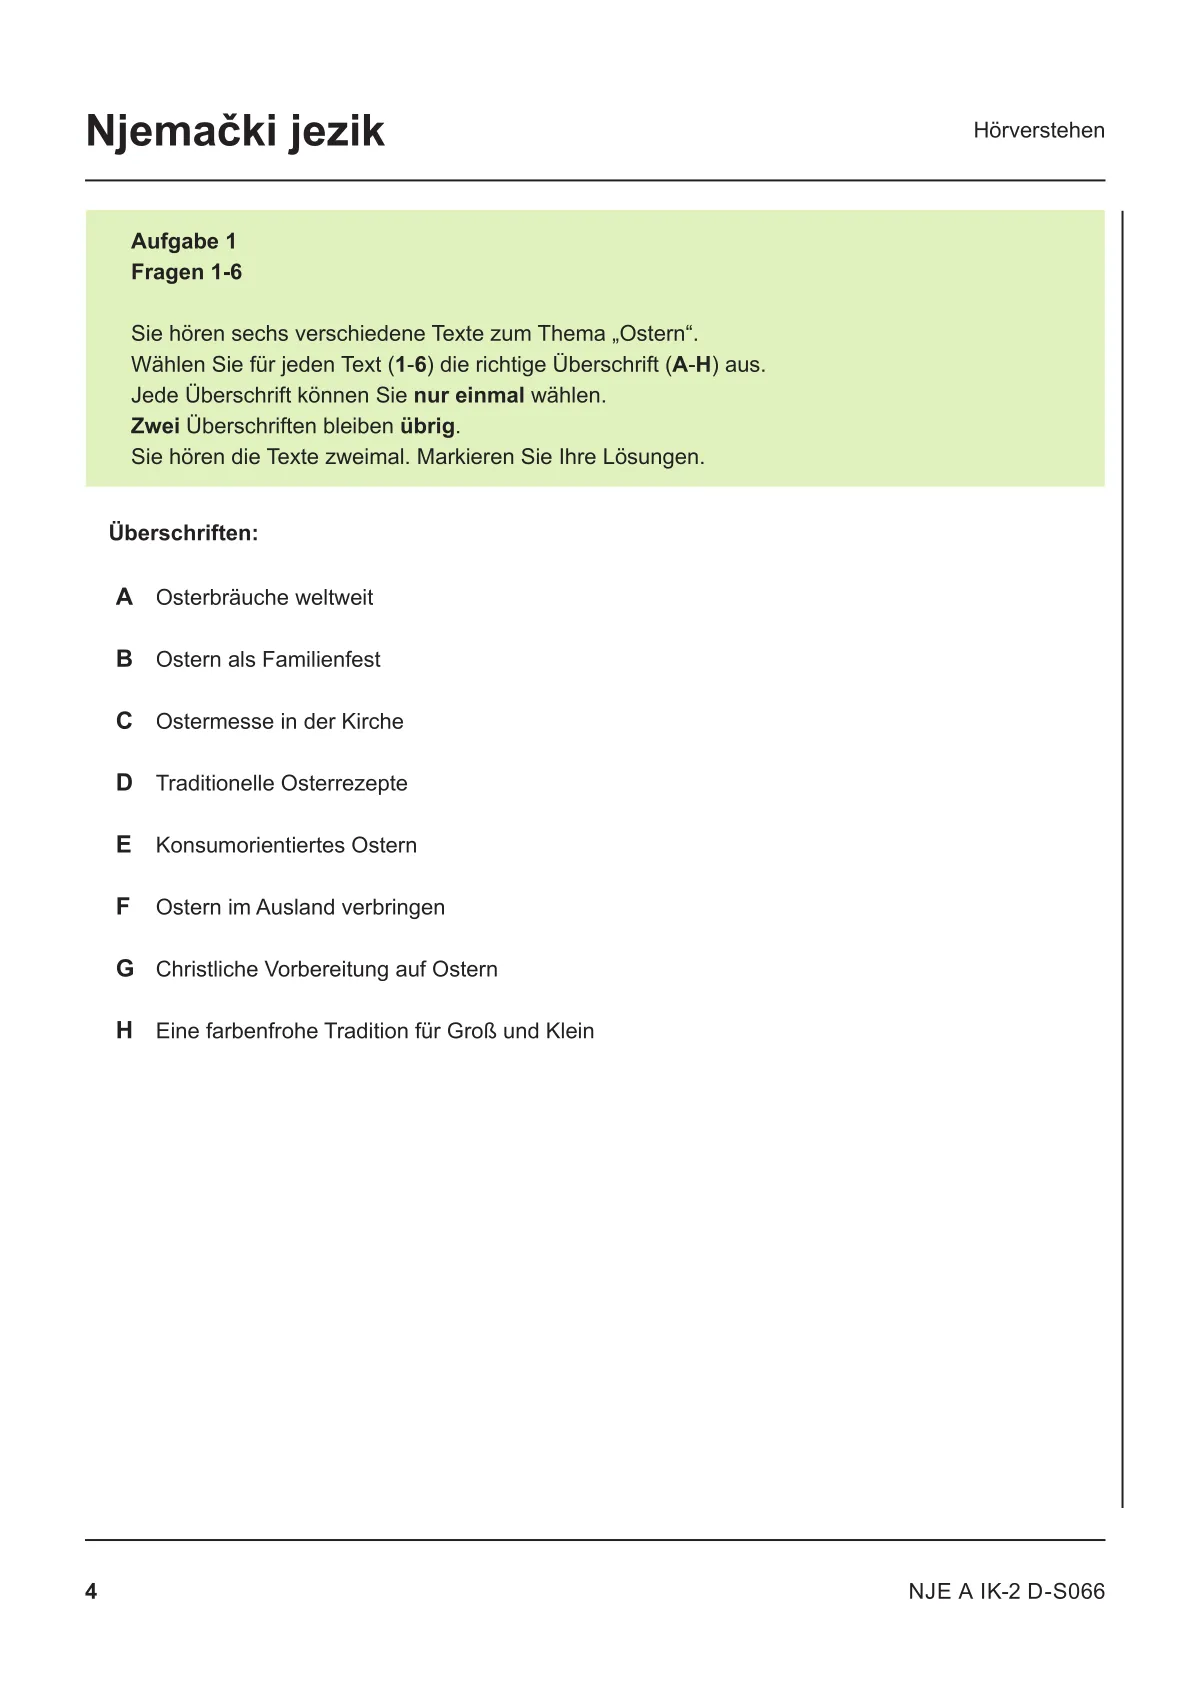 Njemački jezik
Hörverstehen
Aufgabe 1
Fragen 1-6
Sie hören sechs verschiedene Texte zum Thema „Ostern“.
Wählen Sie für jeden Text (1-6) die richtige Überschrift (A-H) aus.
Jede Überschrift können Sie nur einmal wählen.
Zwei Überschriften bleiben übrig.
Sie hören die Texte zweimal. Markieren Sie Ihre Lösungen.
Überschriften:
A Osterbräuche weltweit
B Ostern als Familienfest
C Ostermesse in der Kirche
D Traditionelle Osterrezepte
E Konsumorientiertes Ostern
F Ostern im Ausland verbringen
G Christliche Vorbereitung auf Ostern
H Eine farbenfrohe Tradition für Groß und Klein
4
NJE A IK-2 D-S066